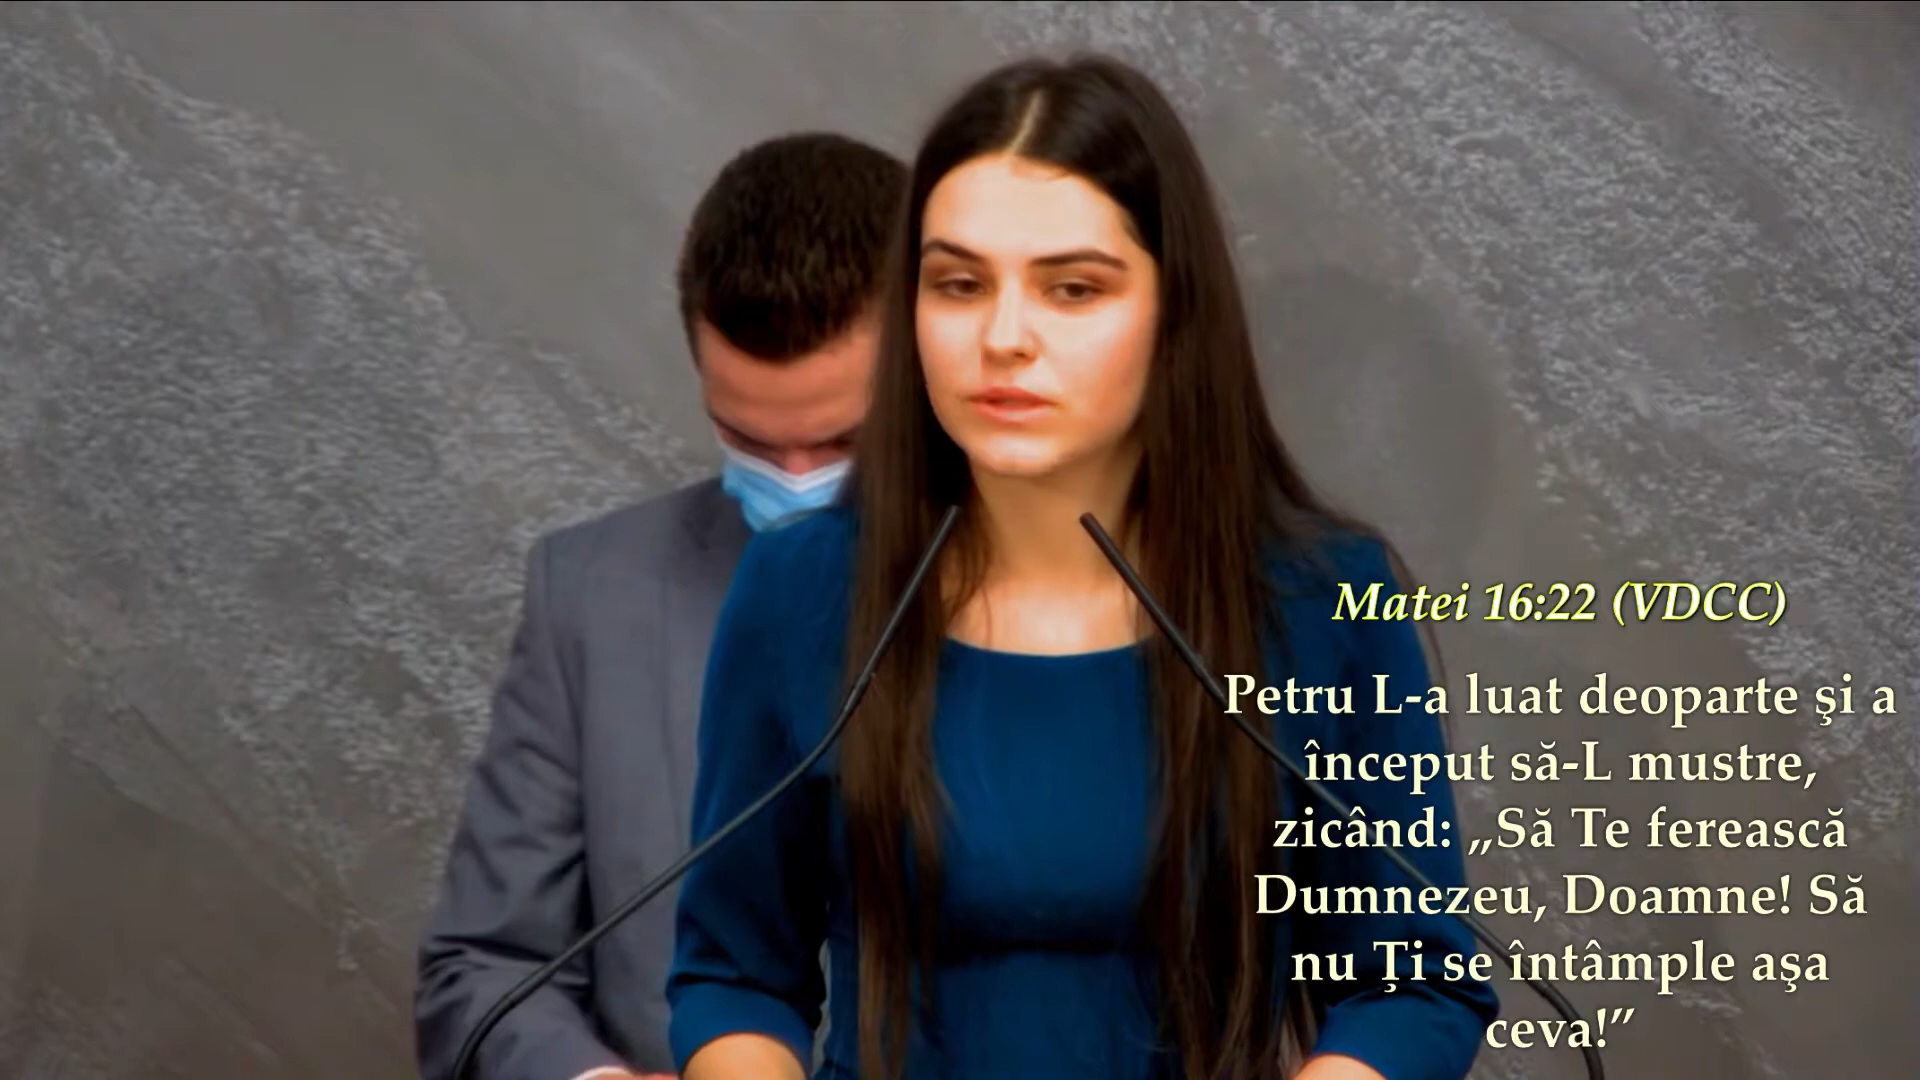 Matei 16:22 (VDCC)
Petru L-a luat deoparte şi a
început să-L mustre,
zicând: „Să Te ferească
Dumnezeu, Doamne! Să
nu Ţi se întâmple aşa
ceva!”